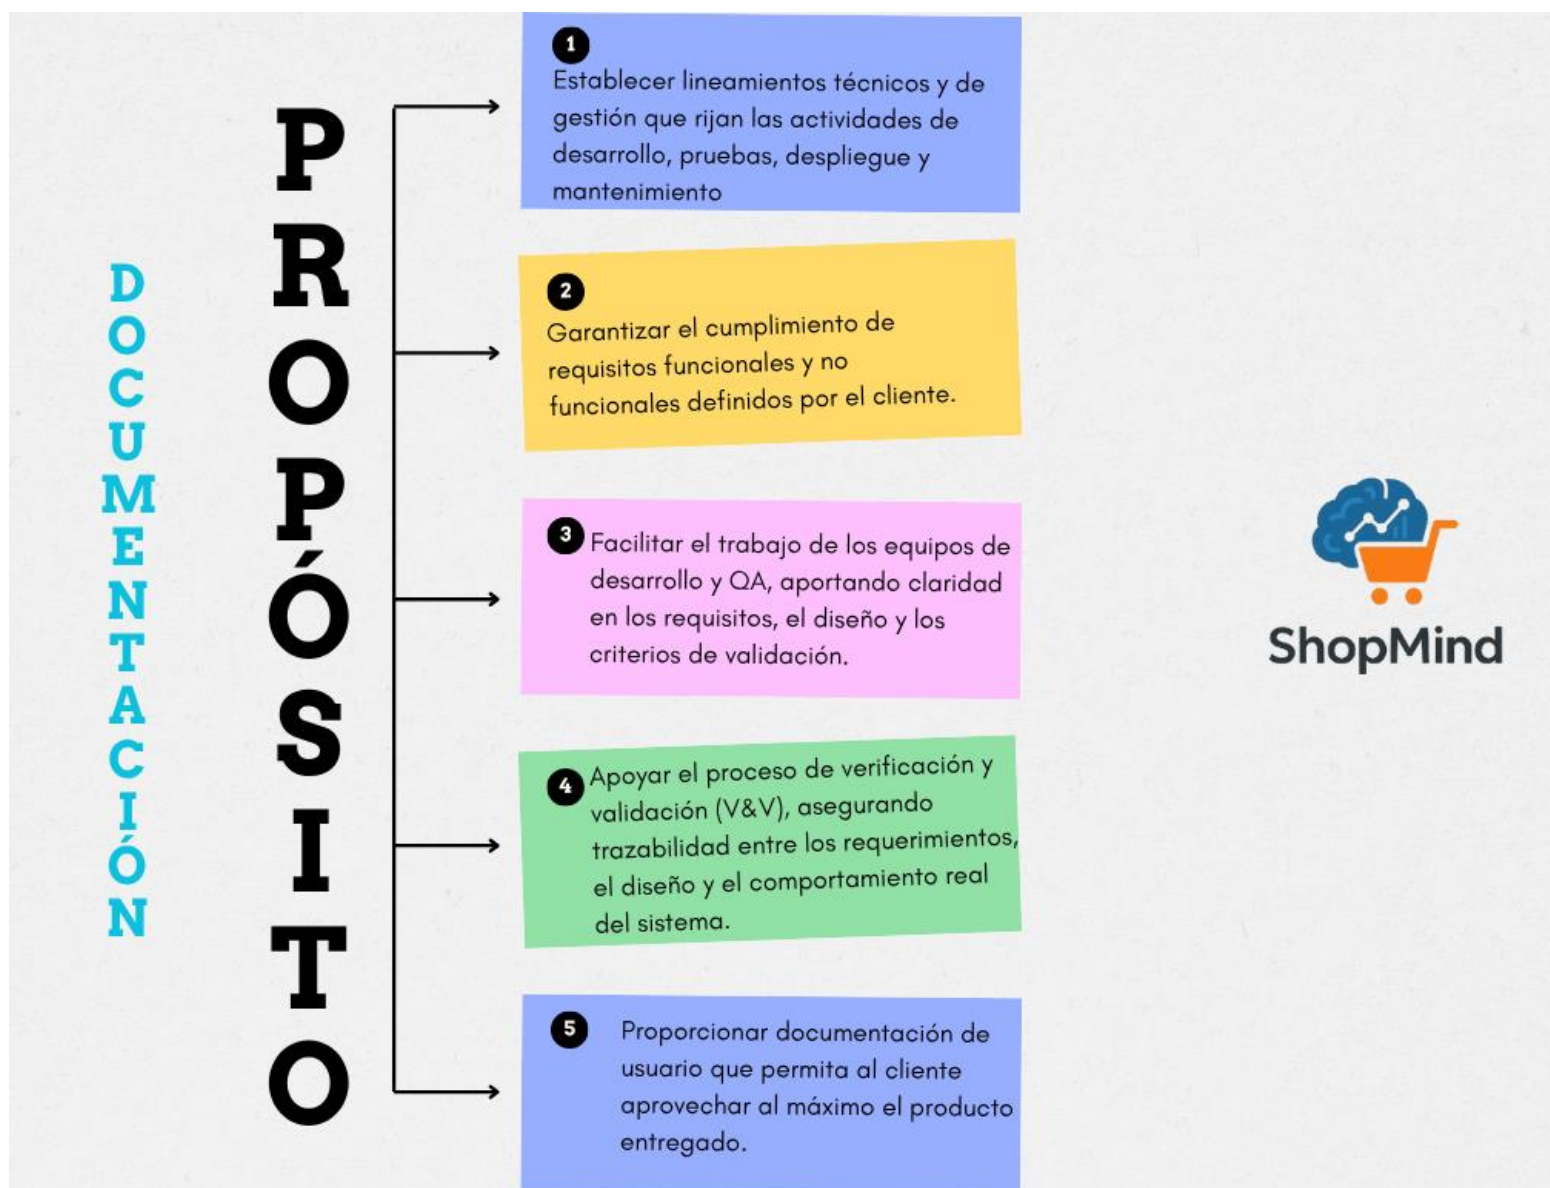 DOCUMENTACIÓN
PROPÓSITO
1
Establecer lineamientos técnicos y de
gestión que rijan las actividades de
desarrollo, pruebas, despliegue y
mantenimiento
2
Garantizar el cumplimiento de
requisitos funcionales y no
funcionales definidos por el cliente.
3
Facilitar el trabajo de los equipos de
desarrollo y QA, aportando claridad
en los requisitos, el diseño y los
criterios de validación.
4
Apoyar el proceso de verificación y
validación (V&V), asegurando
trazabilidad entre los requerimientos,
el diseño y el comportamiento real
del sistema.
5
Proporcionar documentación de
usuario que permita al cliente
aprovechar al máximo el producto
entregado.
ShopMind